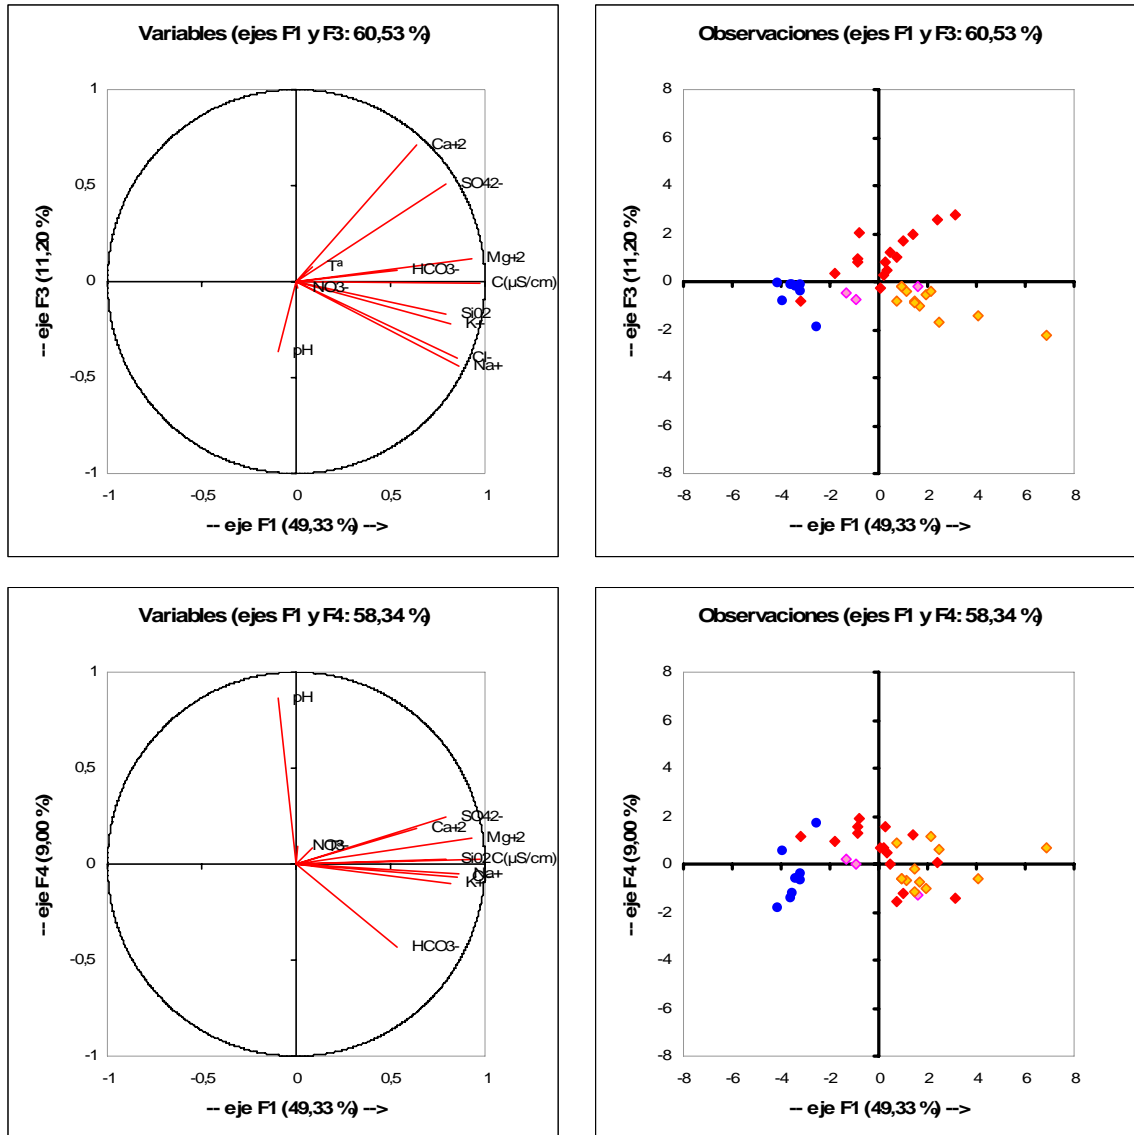 Variables (ejes F1 y F3: 60,53 %)
-- eje F3 (11,20 %) -->
1
0,5
0
-0,5
-1
Ca+2
SO42-
Mg+2
Tª
HCO3-
C(µS/cm)
NO3-
Si02
K+
Cl-
Na+
pH
-1
-0,5
0
0,5
1
-- eje F1 (49,33 %) -->
Observaciones (ejes F1 y F3: 60,53 %)
-- eje F3 (11,20 %) -->
8
6
4
2
0
-2
-4
-6
-8
-8
-6
-4
-2
0
2
4
6
8
-- eje F1 (49,33 %) -->
Variables (ejes F1 y F4: 58,34 %)
-- eje F4 (9,00 %) -->
1
0,5
0
-0,5
-1
pH
SO42-
Ca+2
Mg+2
NO3-
Si02
C(µS/cm)
Na+
K+
HCO3-
-1
-0,5
0
0,5
1
-- eje F1 (49,33 %) -->
Observaciones (ejes F1 y F4: 58,34 %)
-- eje F4 (9,00 %) -->
8
6
4
2
0
-2
-4
-6
-8
-8
-6
-4
-2
0
2
4
6
8
-- eje F1 (49,33 %) -->